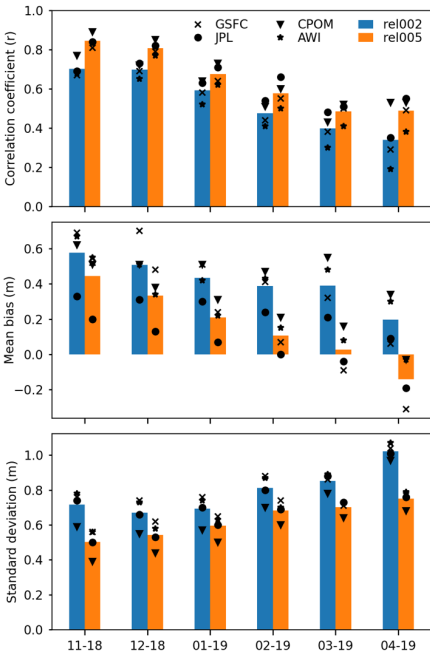 1.0
0.8
0.6
0.4
0.2
0.0
Correlation coefficient (r)
GSFC CPOM rel002
JPL AWI rel005
0.6
0.4
0.2
0.0
−0.2
Mean bias (m)
1.0
0.8
0.6
0.4
0.2
0.0
Standard deviation (m)
11-18 12-18 01-19 02-19 03-19 04-19